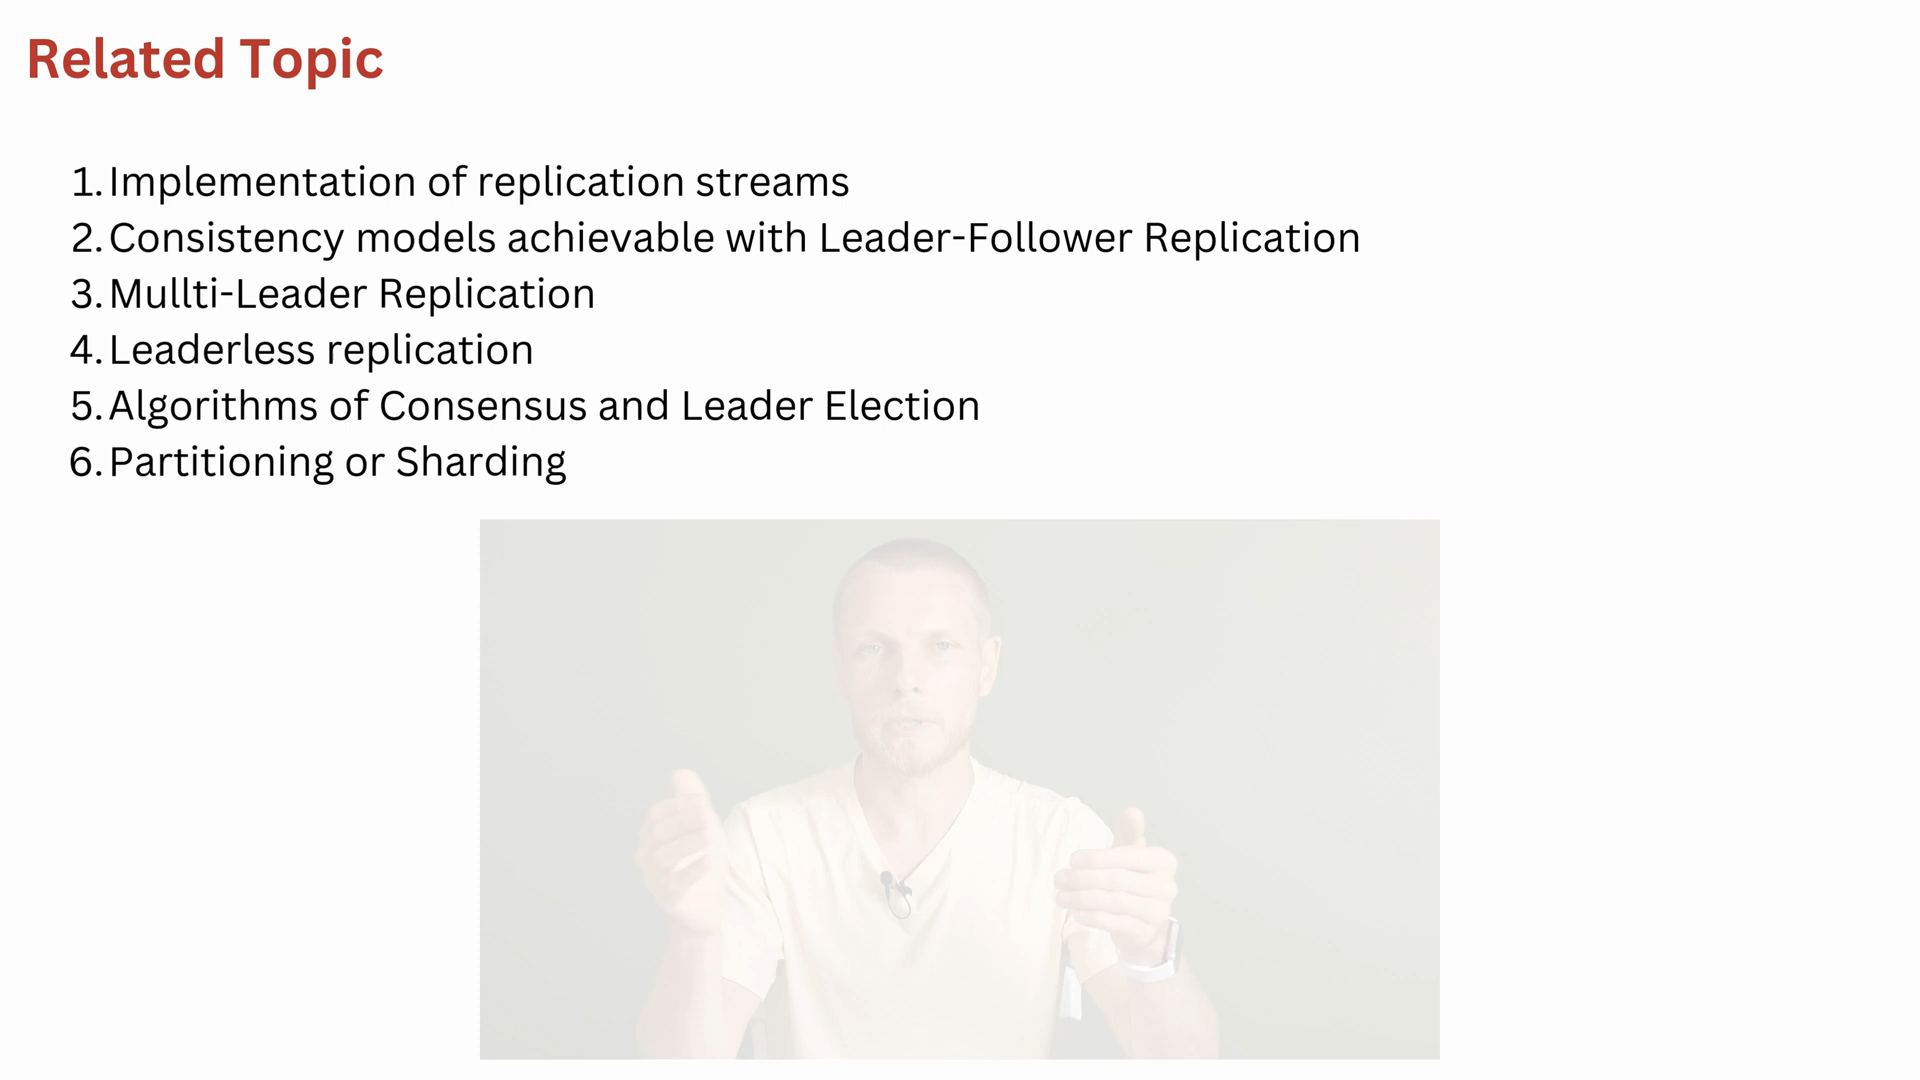 Related Topic
1. Implementation of replication streams
2. Consistency models achievable with Leader-Follower Replication
3. Mullti-Leader Replication
4. Leaderless replication
5. Algorithms of Consensus and Leader Election
6. Partitioning or Sharding